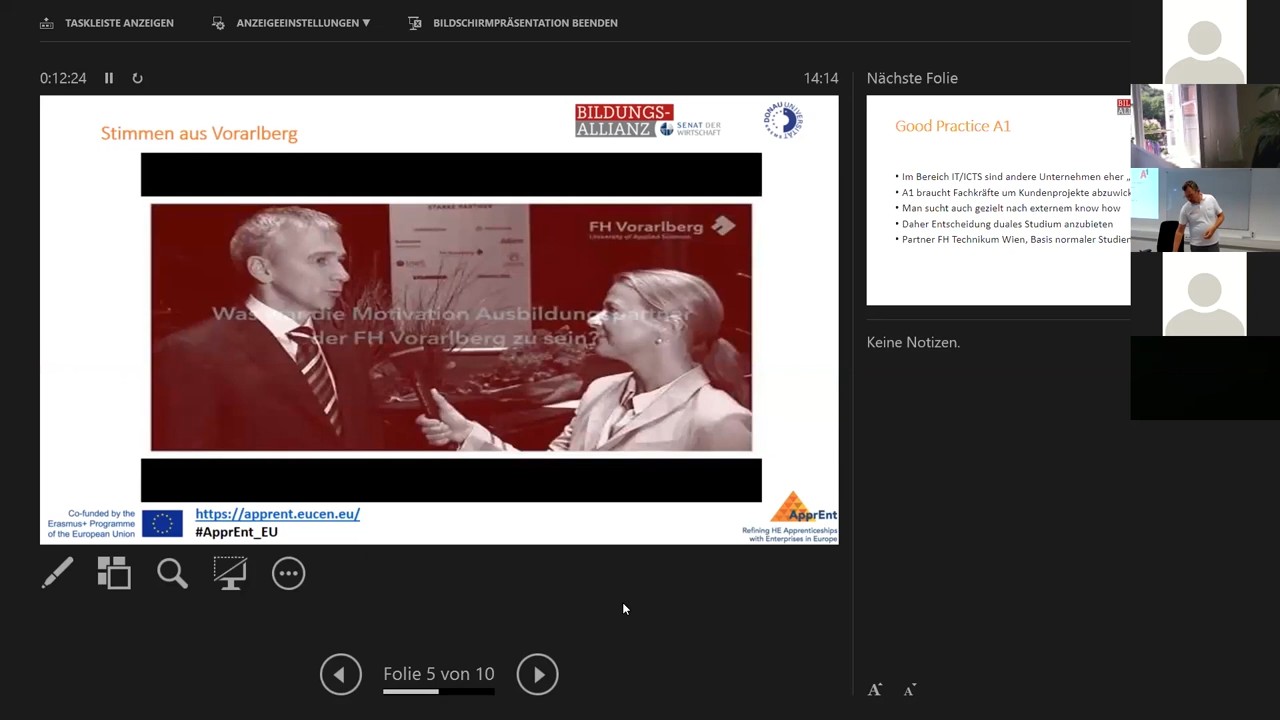 TASKLEISTE ANZEIGEN
ANZEIGEEINSTELLUNGEN ▼
BILDSCHIRMPRÄSENTATION BEENDEN
0:12:24
14:14
Stimmen aus Vorarlberg
BILDUNGS-
ALLIANZ
SENAT DER
WIRTSCHAFT
DONAU
UNIVERSITÄT
FH Vorarlberg
University of Applied Sciences
Was war die Motivation Ausbildungspartner
der FH Vorarlberg zu sein?
Co-funded by the
Erasmus+ Programme
of the European Union
https://apprent.eucen.eu/
#ApprEnt_EU
ApprEnt
Refining HE Apprenticeships
with Enterprises in Europe
Folie 5 von 10
Nächste Folie
BIL
ALL
Good Practice A1
• Im Bereich IT/ICTS sind andere Unternehmen eher „
• A1 braucht Fachkräfte um Kundenprojekte abzuwick
• Man sucht auch gezielt nach externem know how
• Daher Entscheidung duales Studium anzubieten
• Partner FH Technikum Wien, Basis normaler Studien
Keine Notizen.
A A